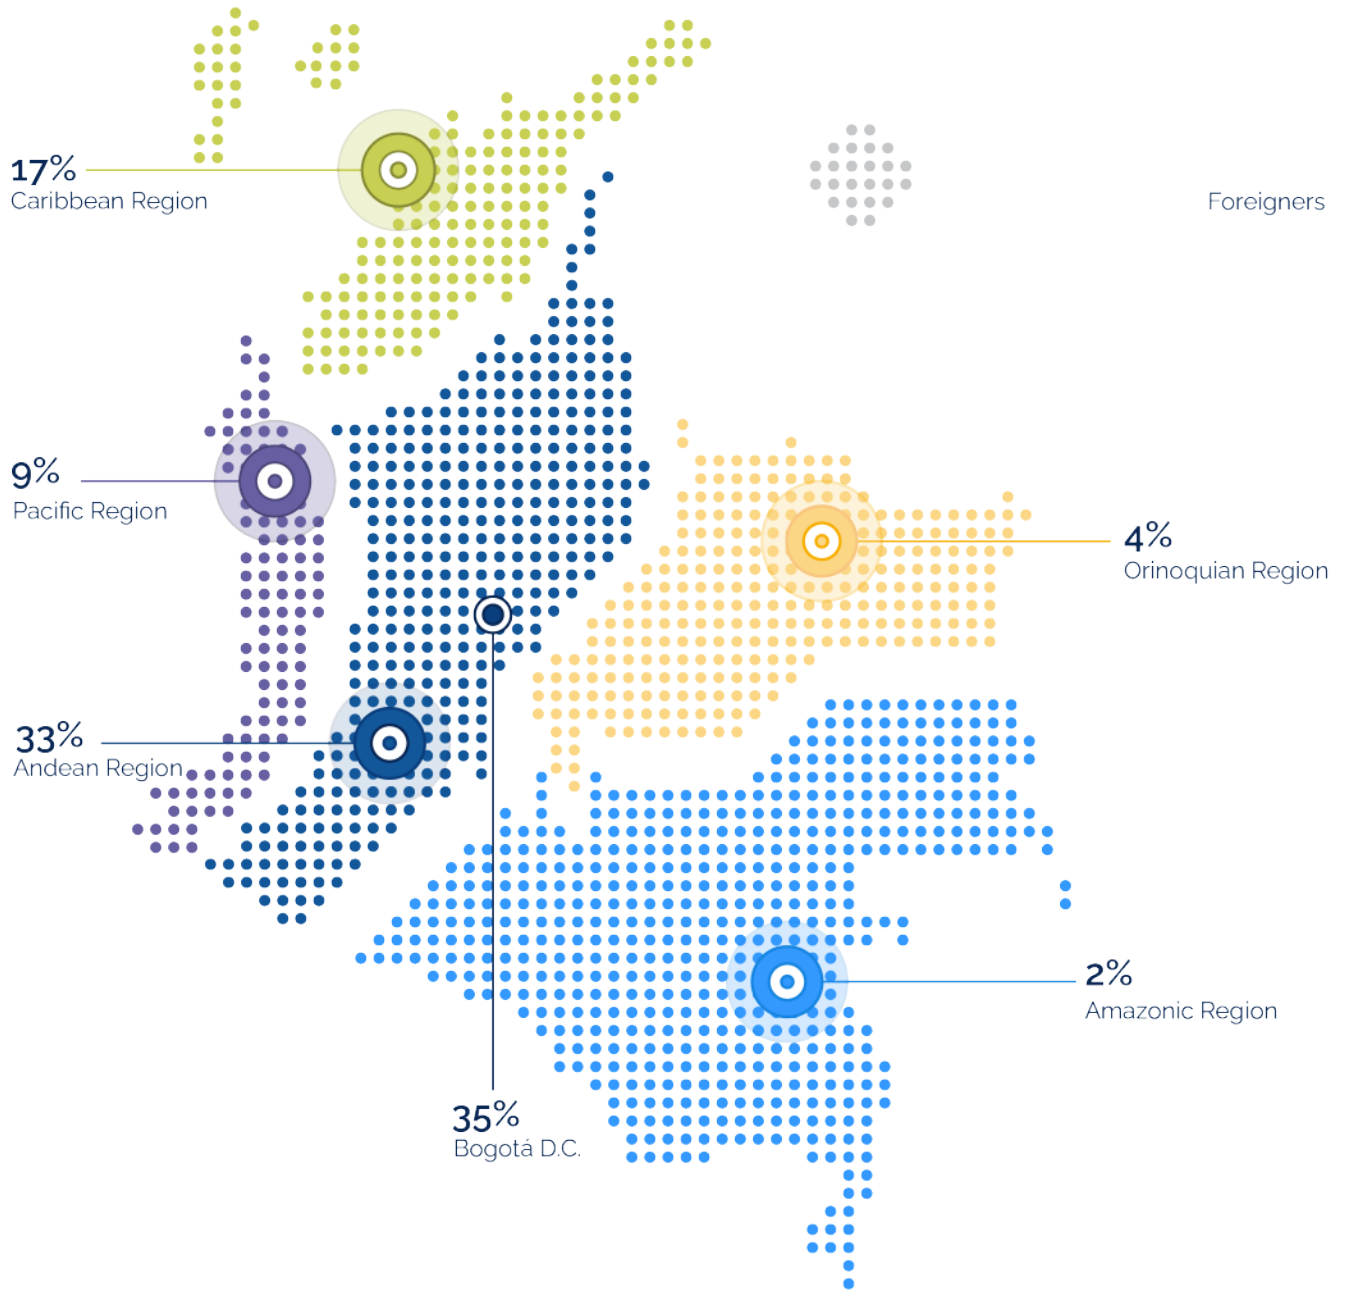 17%
Caribbean Region
Foreigners
9%
Pacific Region
4%
Orinoquian Region
33%
Andean Region
2%
Amazonic Region
35%
Bogotá D.C.